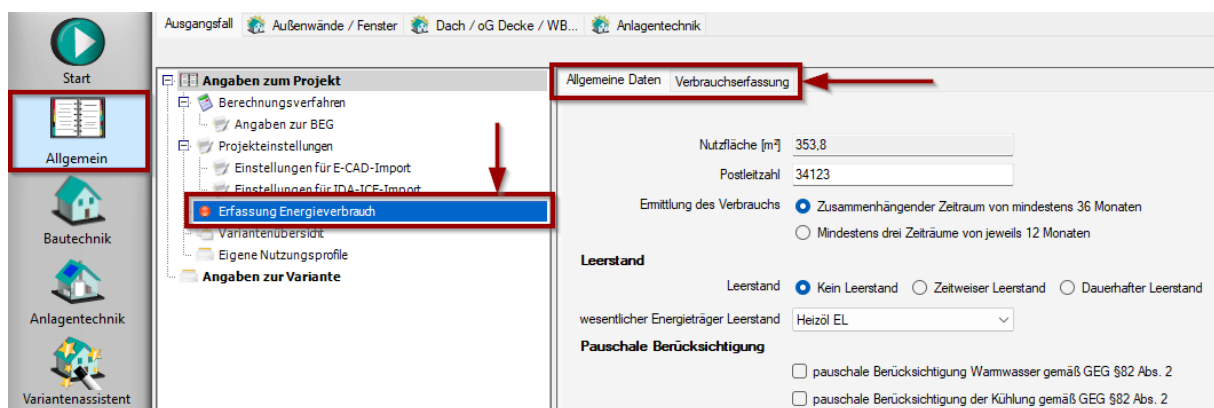 Ausgangsfall Außenwände / Fenster Dach / oG Decke / WB... Anlagentechnik
Start
Allgemein
Bautechnik
Anlagentechnik
Variantenassistent
Angaben zum Projekt
Berechnungsverfahren
Angaben zur BEG
Projekteinstellungen
Einstellungen für E-CAD-Import
Einstellungen für IDA-ICE-Import
Erfassung Energieverbrauch
Variantenübersicht
Eigene Nutzungsprofile
Angaben zur Variante
Allgemeine Daten Verbrauchserfassung
Nutzfläche [m²] 353,8
Postleitzahl 34123
Ermittlung des Verbrauchs Zusammenhängender Zeitraum von mindestens 36 Monaten
Mindestens drei Zeiträume von jeweils 12 Monaten
Leerstand
Leerstand Kein Leerstand Zeitweiser Leerstand Dauerhafter Leerstand
wesentlicher Energieträger Leerstand Heizöl EL
Pauschale Berücksichtigung
pauschale Berücksichtigung Warmwasser gemäß GEG §82 Abs. 2
pauschale Berücksichtigung der Kühlung gemäß GEG §82 Abs. 2